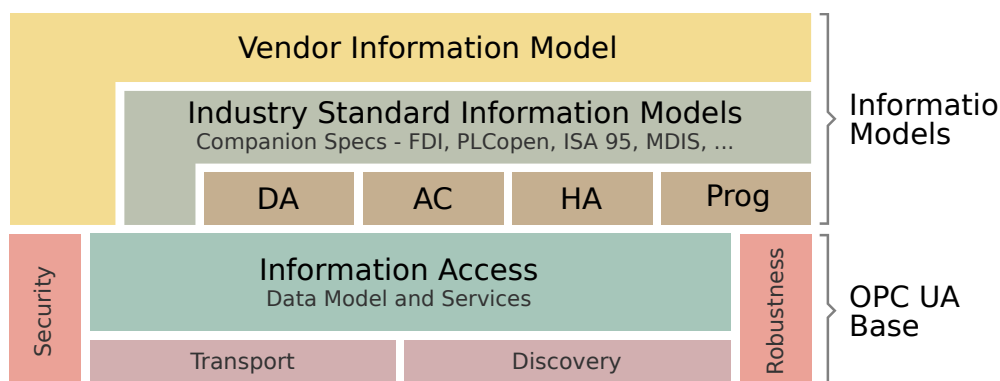 Vendor Information Model
Industry Standard Information Models
Companion Specs - FDI, PLCopen, ISA 95, MDIS, ...
DA
AC
HA
Prog
Informatio
Models
Security
Information Access
Data Model and Services
Transport
Discovery
Robustness
OPC UA
Base